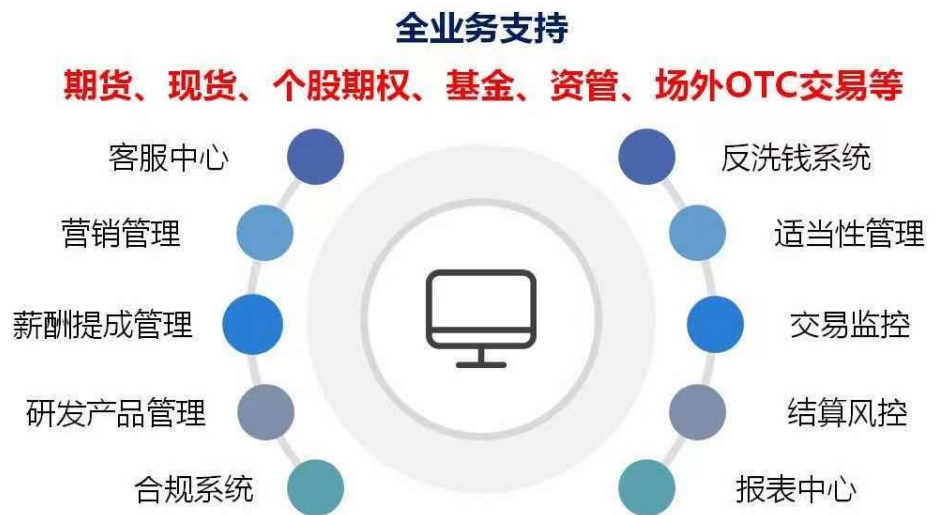 全业务支持
期货、现货、个股期权、基金、资管、场外OTC交易等
客服中心
营销管理
薪酬提成管理
研发产品管理
合规系统
反洗钱系统
适当性管理
交易监控
结算风控
报表中心